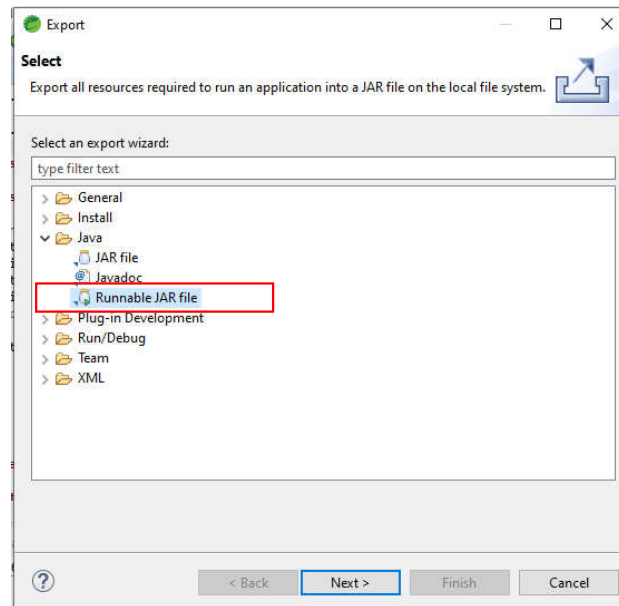 Export
Select
Export all resources required to run an application into a JAR file on the local file system.
Select an export wizard:
type filter text
General
Install
Java
JAR file
Javadoc
Runnable JAR file
Plug-in Development
Run/Debug
Team
XML
?
< Back Next > Finish Cancel